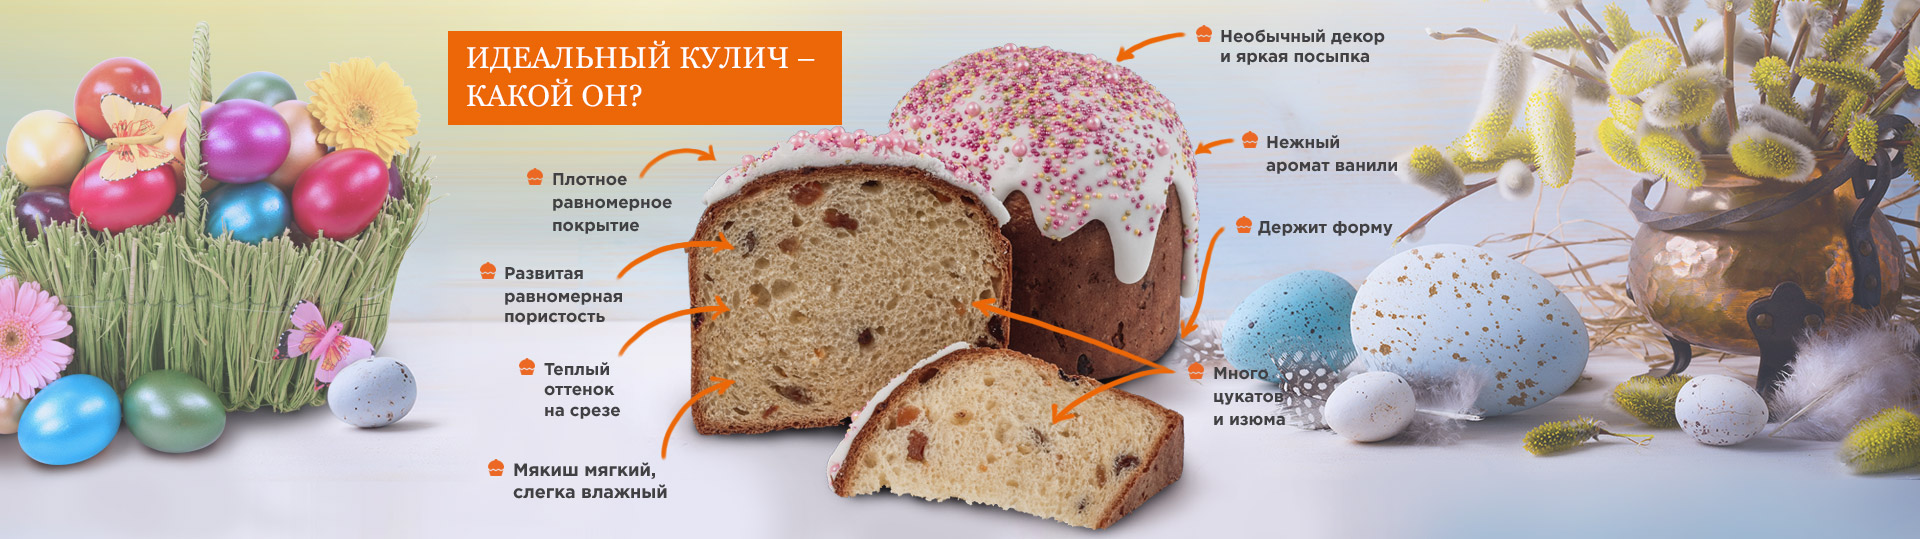 ИДЕАЛЬНЫЙ КУЛИЧ –
КАКОЙ ОН?
Плотное
равномерное
покрытие
Развитая
равномерная
пористость
Теплый
оттенок
на срезе
Мякиш мягкий,
слегка влажный
Необычный декор
и яркая посыпка
Нежный
аромат ванили
Держит форму
Много
цукатов
и изюма